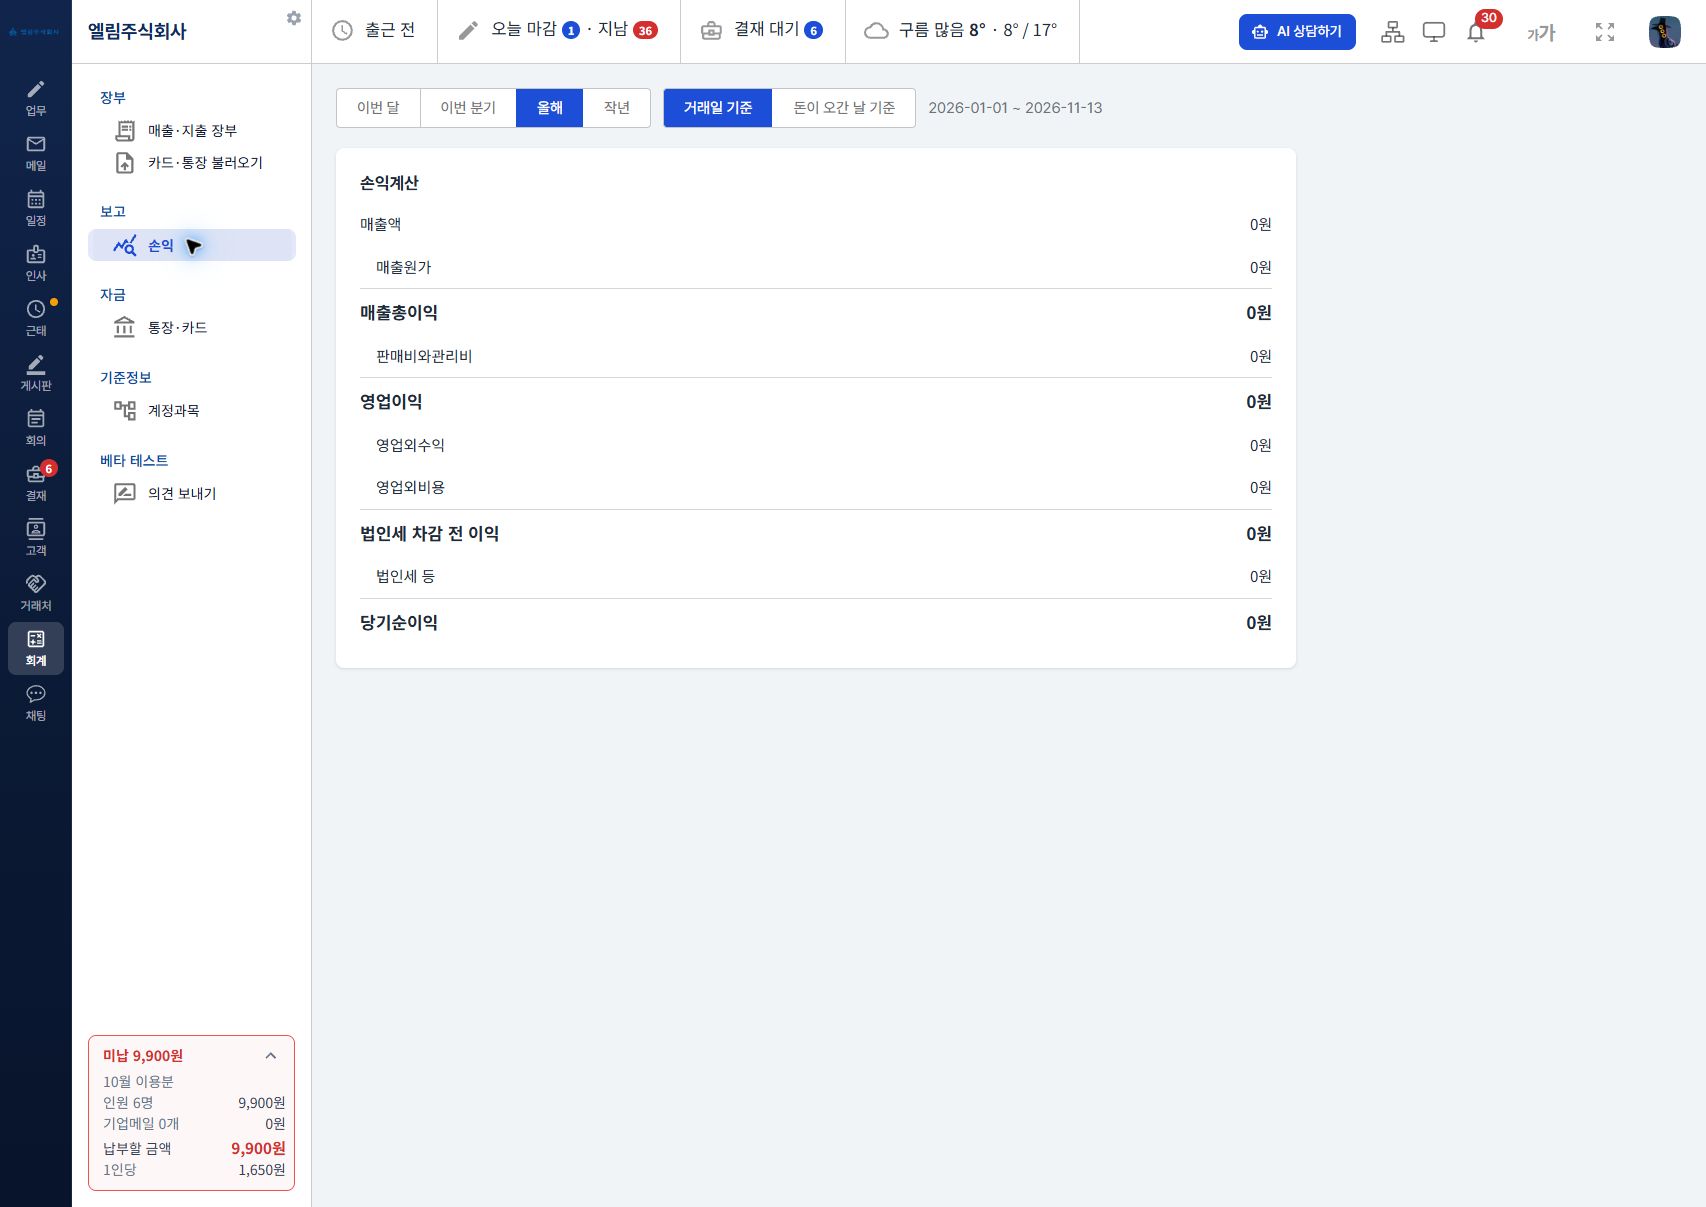 엘림주식회사
업무
메일
일정
인사
근태
게시판
회의
6
결재
고객
거래처
회계
채팅
엘림주식회사
장부
매출·지출 장부
카드·통장 불러오기
보고
손익
자금
통장·카드
기준정보
계정과목
베타 테스트
의견 보내기
미납 9,900원
10월 이용분
인원 6명 9,900원
기업메일 0개 0원
납부할 금액 9,900원
1인당 1,650원
출근 전
오늘 마감 1 · 지남 36
결재 대기 6
구름 많음 8° · 8° / 17°
AI 상담하기
30
가가
이번 달 이번 분기 올해 작년 거래일 기준 돈이 오간 날 기준 2026-01-01 ~ 2026-11-13
손익계산
매출액 0원
매출원가 0원
매출총이익 0원
판매비와관리비 0원
영업이익 0원
영업외수익 0원
영업외비용 0원
법인세 차감 전 이익 0원
법인세 등 0원
당기순이익 0원